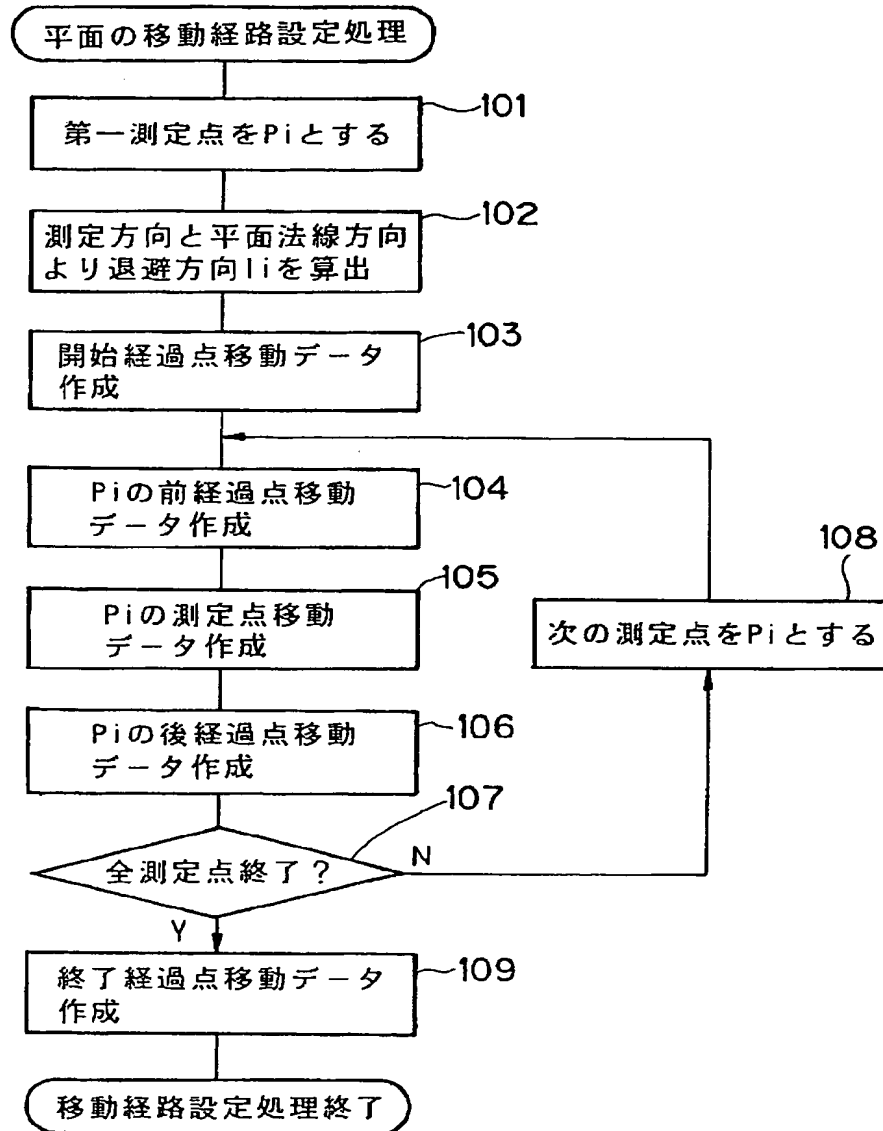 平面の移動経路設定処理
101
第一測定点をPiとする
102
測定方向と平面法線方向
より退避方向liを算出
103
開始経過点移動データ
作成
Piの前経過点移動
データ作成
104
105
Piの測定点移動
データ作成
108
次の測定点をPiとする
Piの後経過点移動
データ作成
106
107
全測定点終了?
N
Y
終了経過点移動データ
作成
109
移動経路設定処理終了